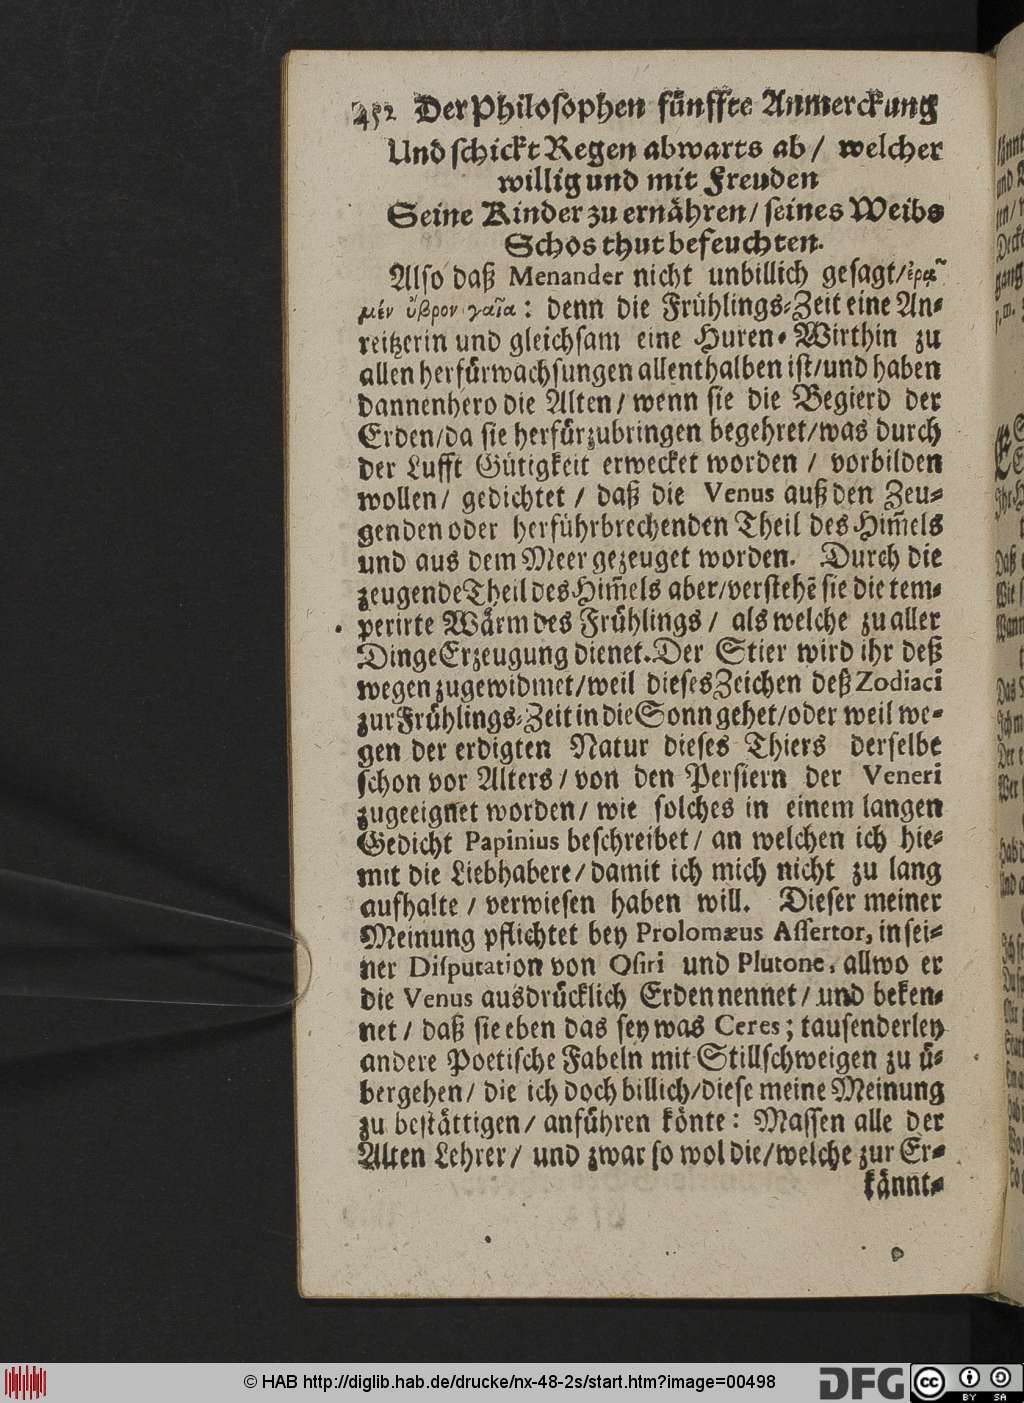 452 Der Philosophen fünffte Anmerckung
Und schickt Regen abwarts ab / welcher
willig und mit Freuden
Seine Kinder zu ernähren / seines Weibs
Schos thut befeuchten.
Also daß Menander nicht unbillich gesagt /
μὲν ὄβρον γαῖα : denn die Frühlings-Zeit eine An-
reitzerin und gleichsam eine Huren-Wirthin zu
allen herfürwachsungen allenthalben ist / und haben
dannenhero die Alten / wenn sie die Begierd der
Erden / da sie herfürzubringen begehret / was durch
der Lufft Gütigkeit erwecket worden / vorbilden
wollen / gedichtet / daß die Venus auß den Zeu-
genden oder herführbrechenden Theil des Him̃els
und aus dem Meer gezeuget worden. Durch die
zeugende Theil des Him̃els aber / verstehẽ sie die tem-
perirte Wärm des Frühlings / als welche zu aller
Dinge Erzeugung dienet. Der Stier wird ihr deß
wegen zugewidmet / weil dieses Zeichen deß Zodiaci
zur Frühlings-Zeit in die Sonn gehet / oder weil we-
gen der erdigten Natur dieses Thiers derselbe
schon vor Alters / von den Persiern der Veneri
zugeeignet worden / wie solches in einem langen
Gedicht Papinius beschreibet / an welchen ich hie-
mit die Liebhabere / damit ich mich nicht zu lang
aufhalte / verwiesen haben will. Dieser meiner
Meinung pflichtet bey Prolomæus Assertor, in sei-
ner Disputation von Osiri und Plutone, allwo er
die Venus ausdrücklich Erden nennet / und beken-
net / daß sie eben das sey was Ceres ; tausenderley
andere Poetische Fabeln mit Stillschweigen zu ü-
bergehen / die ich doch billich / diese meine Meinung
zu bestättigen / anführen könte : Massen alle der
Alten Lehrer / und zwar so wol die / welche zur Er-
kännt-
© HAB http://diglib.hab.de/drucke/nx-48-2s/start.htm?image=00498
DFG
cc BY SA